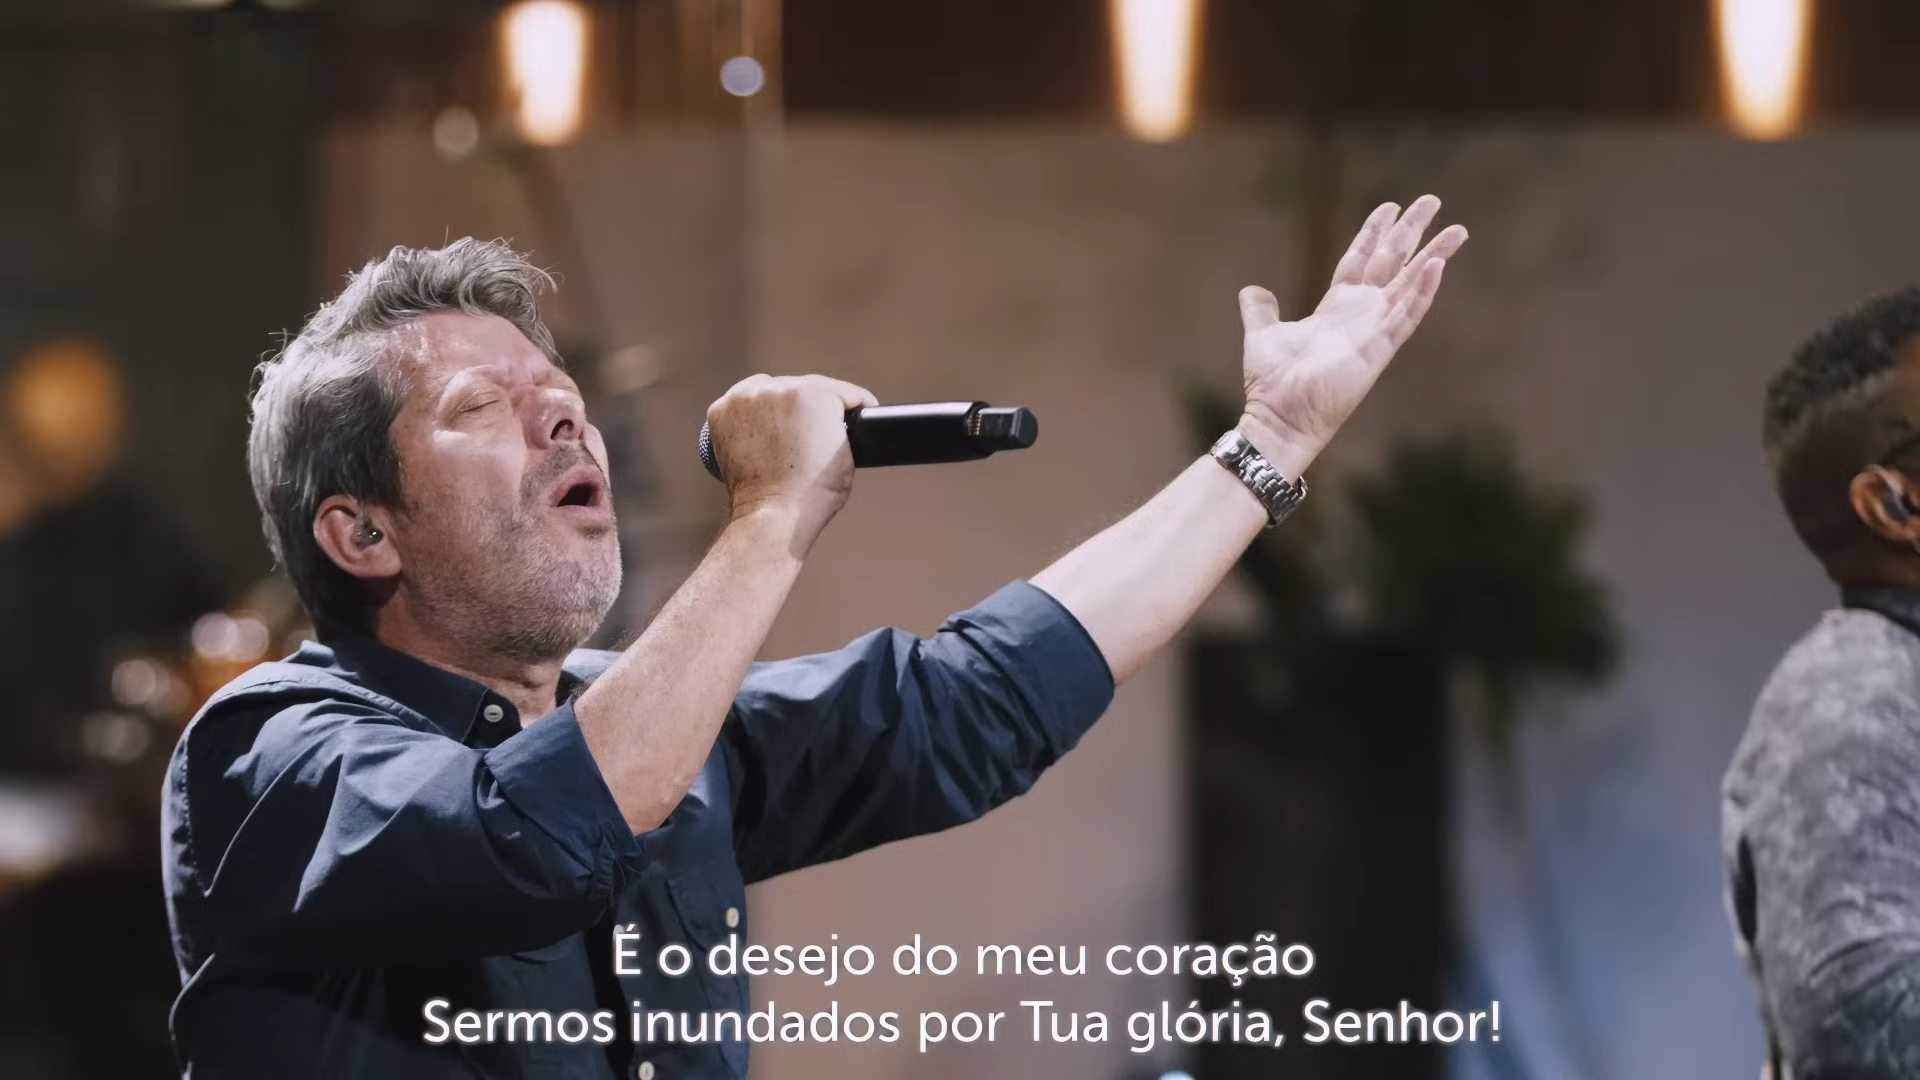 É o desejo do meu coração
Sermos inundados por Tua glória, Senhor!